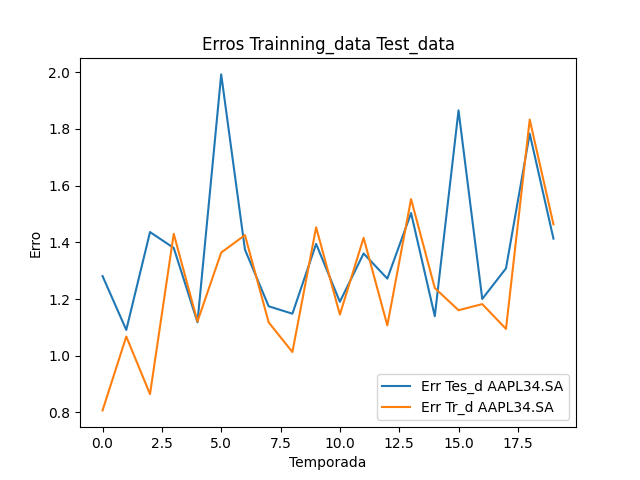 Erros Trainning_data Test_data
2.0
1.8
1.6
1.4
1.2
1.0
0.8
Erro
0.0 2.5 5.0 7.5 10.0 12.5 15.0 17.5
Temporada
Err Tes_d AAPL34.SA
Err Tr_d AAPL34.SA